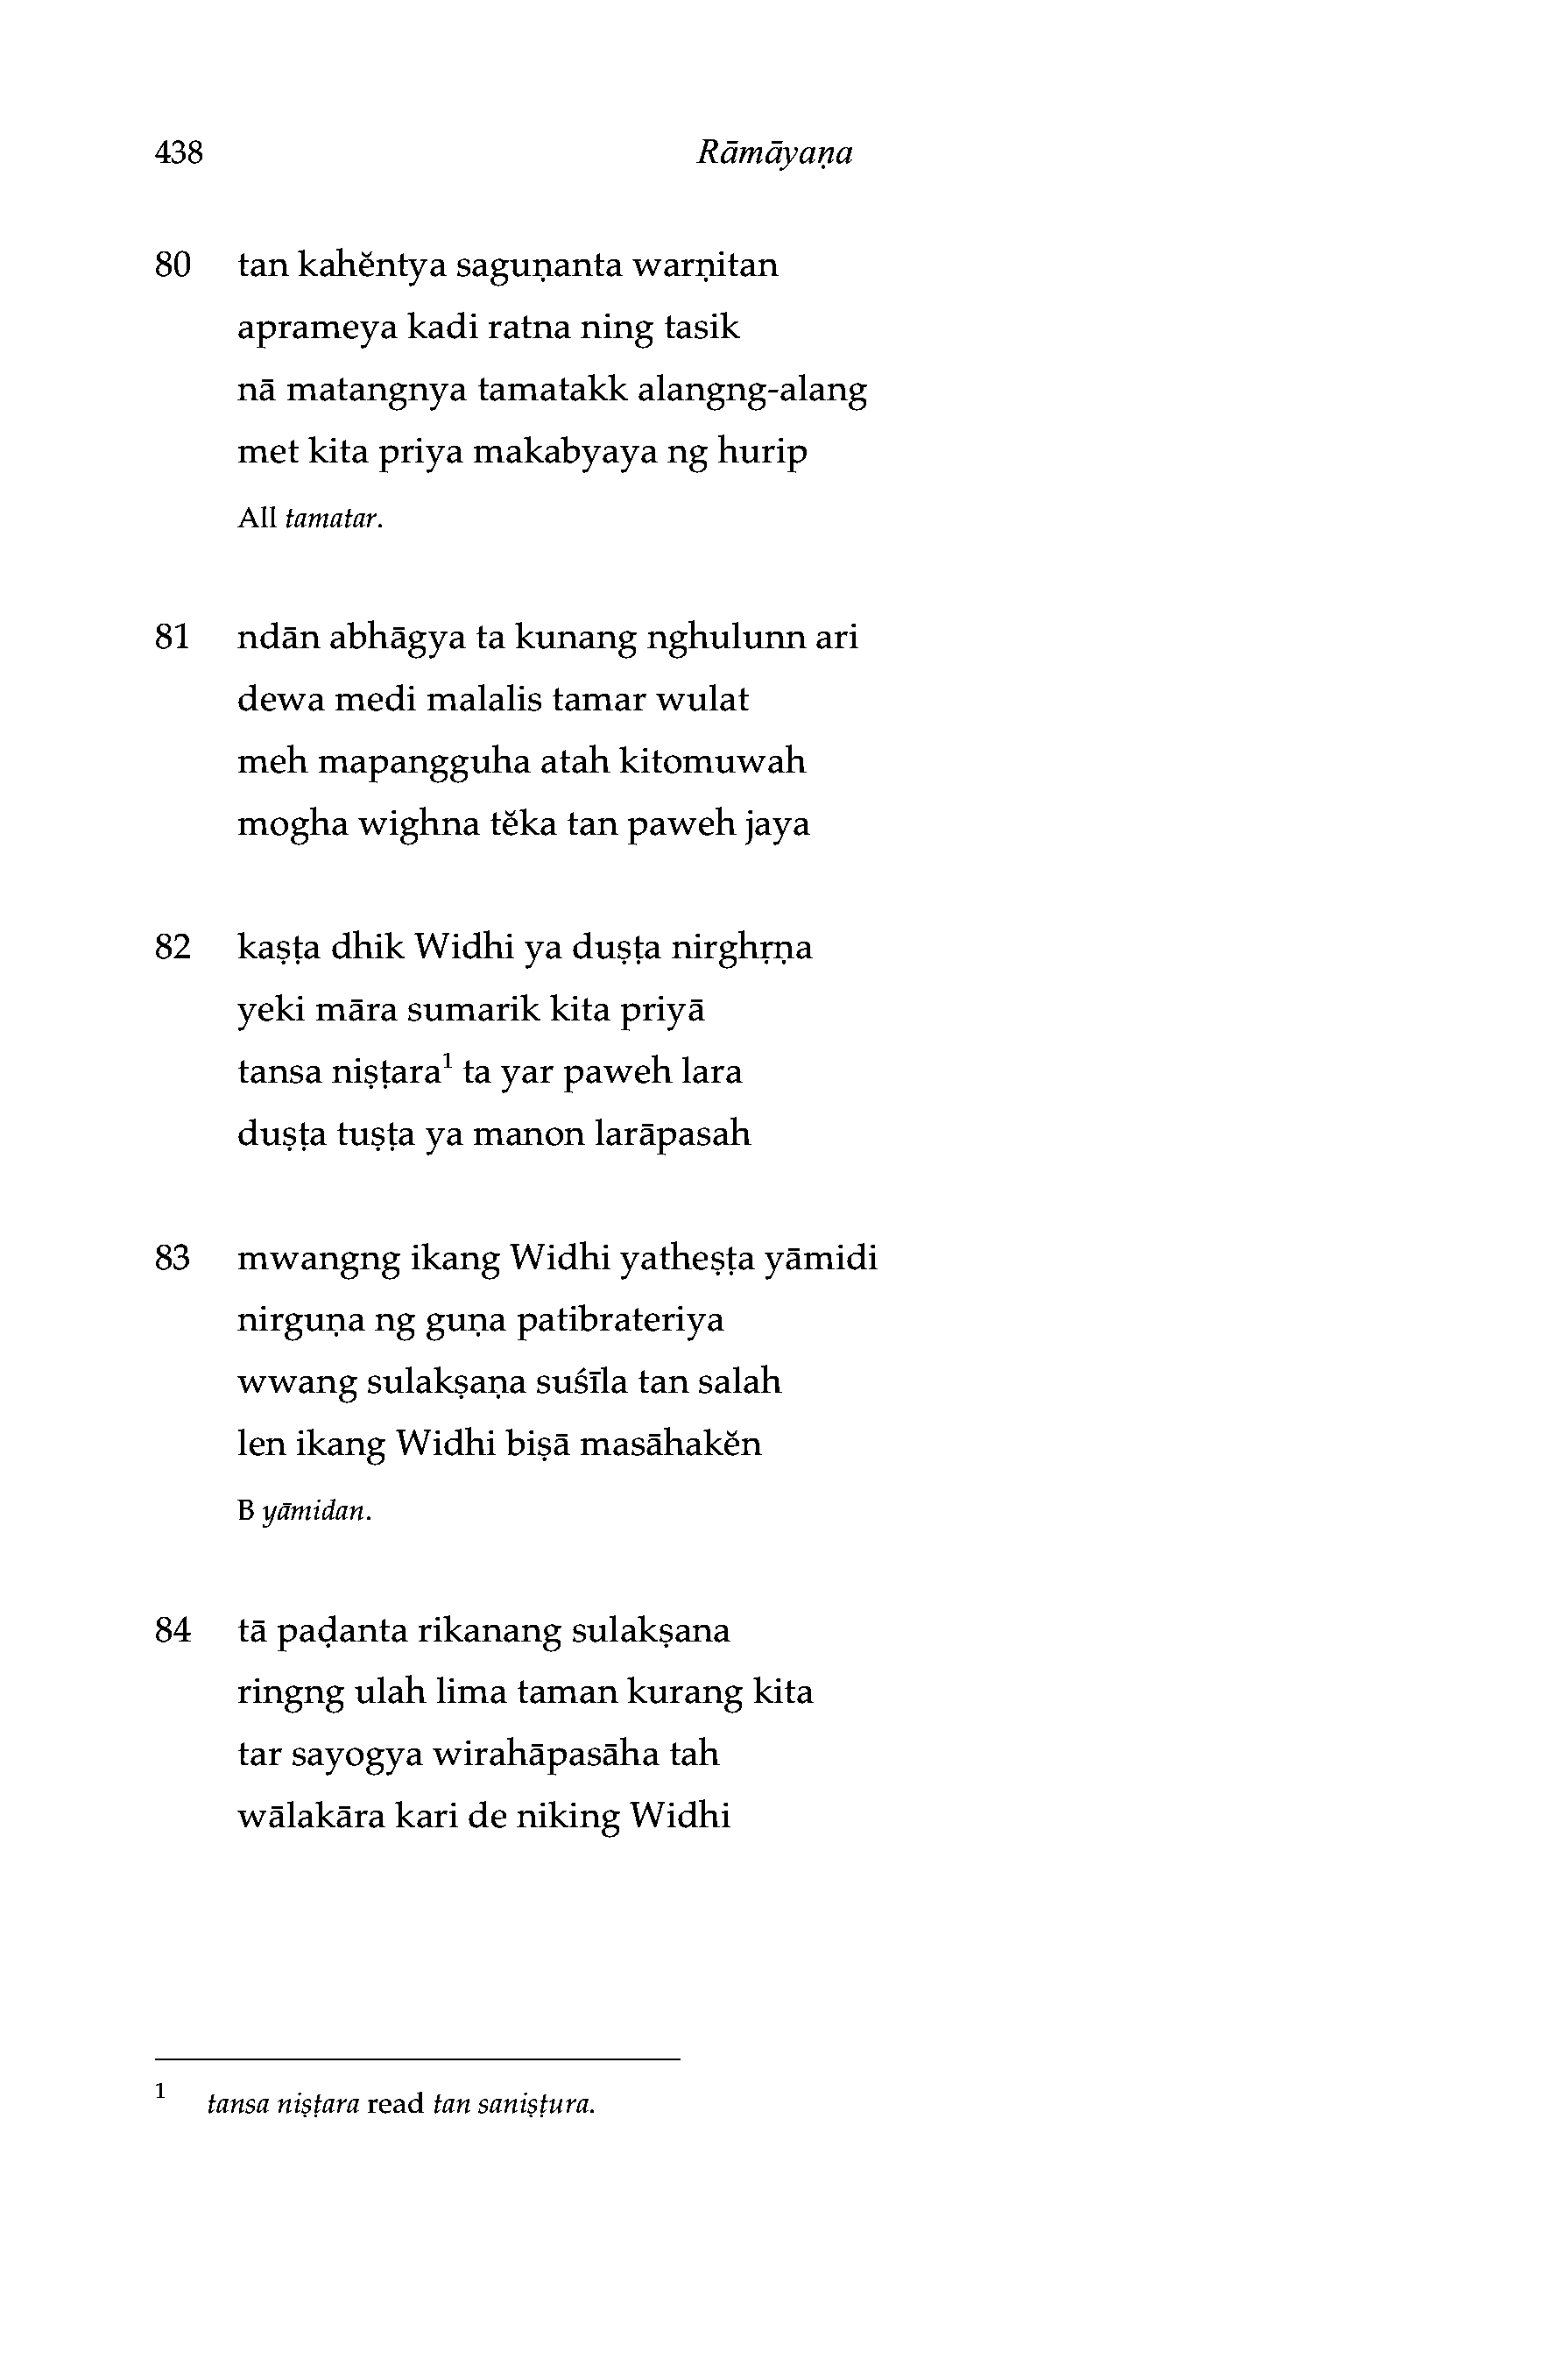 438 Rāmāyaṇa
80 tan kahĕntya saguṇanta warṇitan
aprameya kadi ratna ning tasik
nā matangnya tamatakk alangng-alang
met kita priya makabyaya ng hurip
All tamatar.
81 ndān abhāgya ta kunang nghulunn ari
dewa medi malalis tamar wulat
meh mapangguha atah kitomuwah
mogha wighna tĕka tan paweh jaya
82 kaṣṭa dhik Widhi ya duṣṭa nirghṛṇa
yeki māra sumarik kita priyā
tansa niṣṭara¹ ta yar paweh lara
duṣṭa tuṣṭa ya manon larāpasah
83 mwangng ikang Widhi yatheṣṭa yāmidi
nirguṇa ng guṇa patibrateriya
wwang sulakṣaṇa suśīla tan salah
len ikang Widhi biṣā masāhakĕn
B yāmidan.
84 tā paḍanta rikanang sulakṣana
ringng ulah lima taman kurang kita
tar sayogya wirahāpasāha tah
wālakāra kari de niking Widhi
1 tansa niṣṭara read tan saniṣṭura.